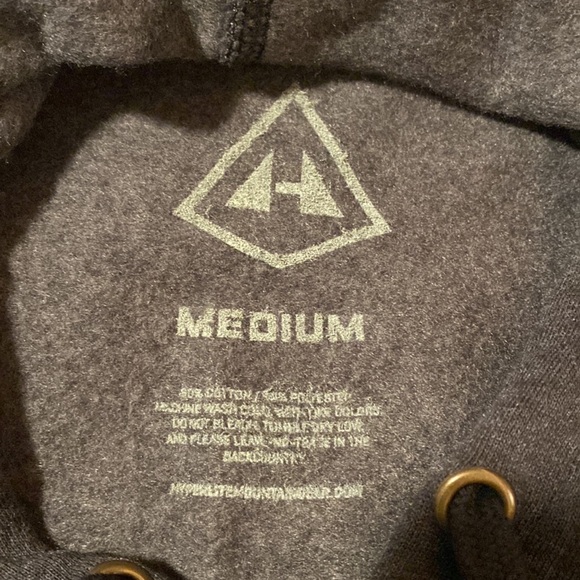 MEDIUM
COTTON / POLYESTER
MACHINE WASH COLD, WITH LIKE COLORS.
DO NOT BLEACH, TUMBLE DRY LOW,
AND PLEASE LEAVE -NO-TRACE IN THE
BACKCOUNTRY.
HYPERLITEMOUNTAINGEAR.COM